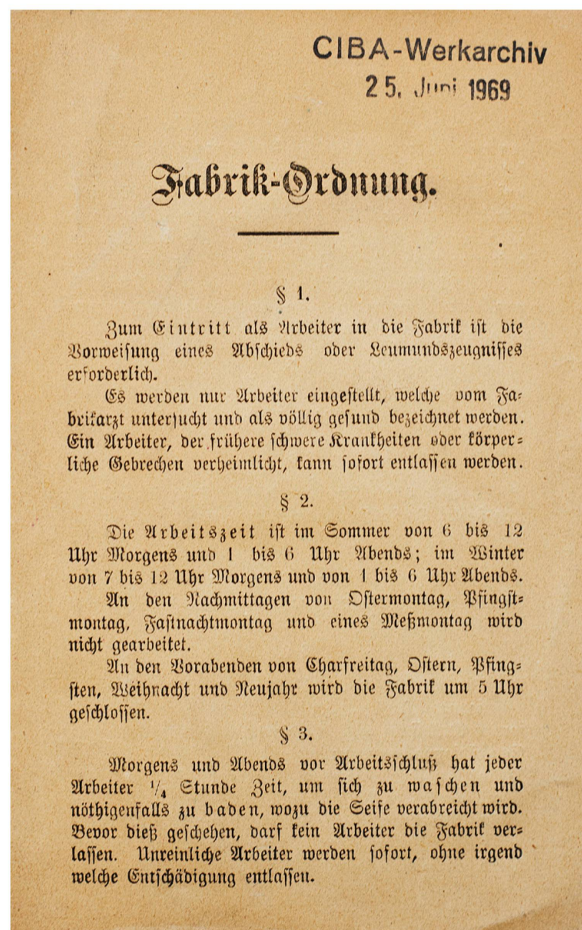 CIBA-Werkarchiv
25. Juni 1969
Fabrik-Ordnung.
§ 1.
Zum Eintritt als Arbeiter in die Fabrik ist die
Vorweisung eines Abschieds oder Leumundszeugnisses
erforderlich.
Es werden nur Arbeiter eingestellt, welche vom Fa-
brikarzt untersucht und als völlig gesund bezeichnet werden.
Ein Arbeiter, der frühere schwere Krankheiten oder körper-
liche Gebrechen verheimlicht, kann sofort entlassen werden.
§ 2.
Die Arbeitszeit ist im Sommer von 6 bis 12
Uhr Morgens und 1 bis 6 Uhr Abends; im Winter
von 7 bis 12 Uhr Morgens und von 1 bis 6 Uhr Abends.
An den Nachmittagen von Ostermontag, Pfingst-
montag, Fastnachtmontag und eines Meßmontag wird
nicht gearbeitet.
An den Vorabenden von Charfreitag, Ostern, Pfing-
sten, Weihnacht und Neujahr wird die Fabrik um 5 Uhr
geschlossen.
§ 3.
Morgens und Abends vor Arbeitsschluß hat jeder
Arbeiter 1/4 Stunde Zeit, um sich zu waschen und
nöthigenfalls zu baden, wozu die Seife verabreicht wird.
Bevor dieß geschehen, darf kein Arbeiter die Fabrik ver-
lassen. Unreinliche Arbeiter werden sofort, ohne irgend
welche Entschädigung entlassen.